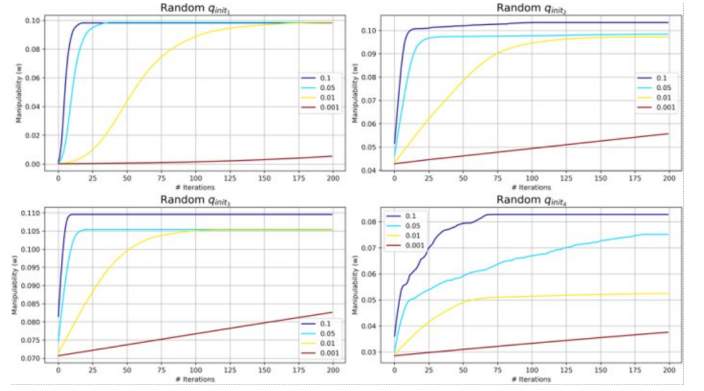 Random q_init₁
Manipulability (w)
0.10
0.08
0.06
0.04
0.02
0.00
0.1
0.05
0.01
0.001
0 25 50 75 100 125 150 175 200
# Iterations
Random q_init₂
Manipulability (w)
0.10
0.09
0.08
0.07
0.06
0.05
0.04
0.1
0.05
0.01
0.001
0 25 50 75 100 125 150 175 200
# Iterations
Random q_init₃
Manipulability (w)
0.110
0.105
0.100
0.095
0.090
0.085
0.080
0.075
0.070
0.1
0.05
0.01
0.001
0 25 50 75 100 125 150 175 200
# Iterations
Random q_init₄
Manipulability (w)
0.08
0.07
0.06
0.05
0.04
0.03
0.1
0.05
0.01
0.001
0 25 50 75 100 125 150 175 200
# Iterations